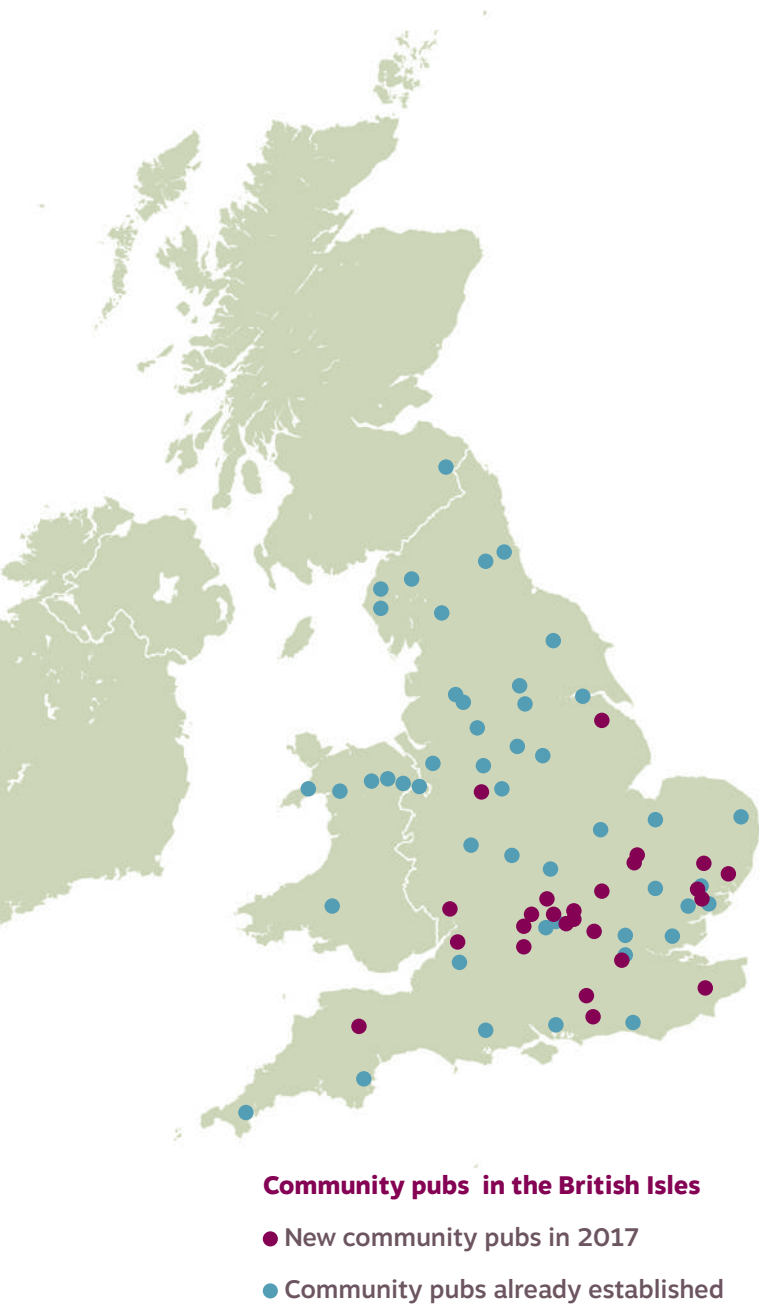 Community pubs in the British Isles
New community pubs in 2017
Community pubs already established